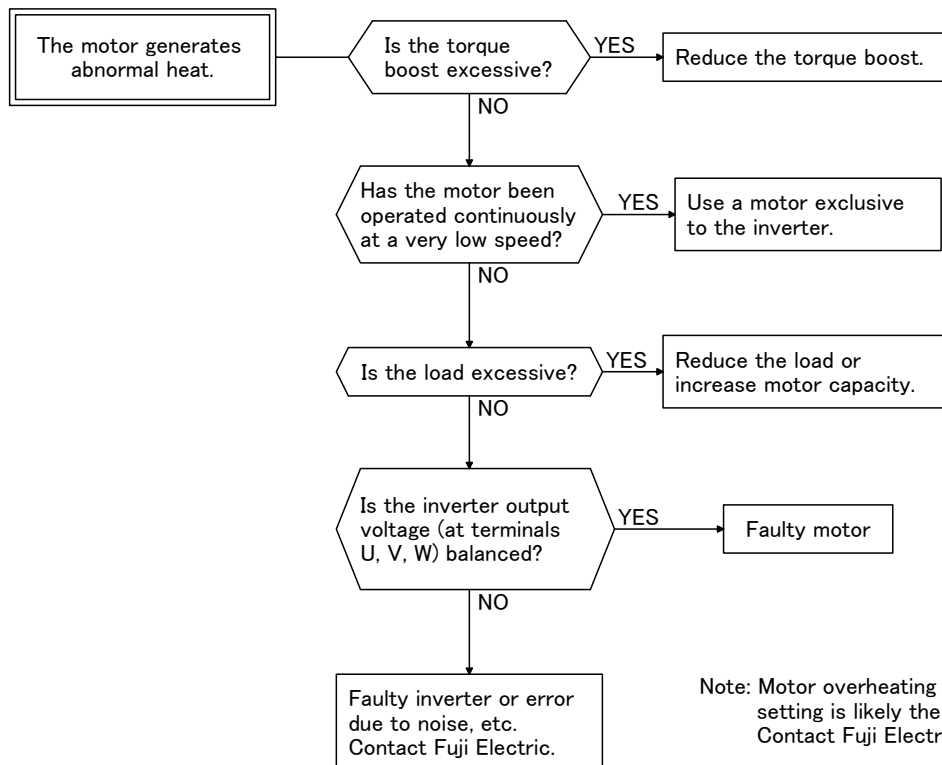 The motor generates
abnormal heat.
Is the torque
boost excessive?
YES
Reduce the torque boost.
NO
Has the motor been
operated continuously
at a very low speed?
YES
Use a motor exclusive
to the inverter.
NO
Is the load excessive?
YES
Reduce the load or
increase motor capacity.
NO
Is the inverter output
voltage (at terminals
U, V, W) balanced?
YES
Faulty motor
NO
Faulty inverter or error
due to noise, etc.
Contact Fuji Electric.
Note: Motor overheating
setting is likely the
Contact Fuji